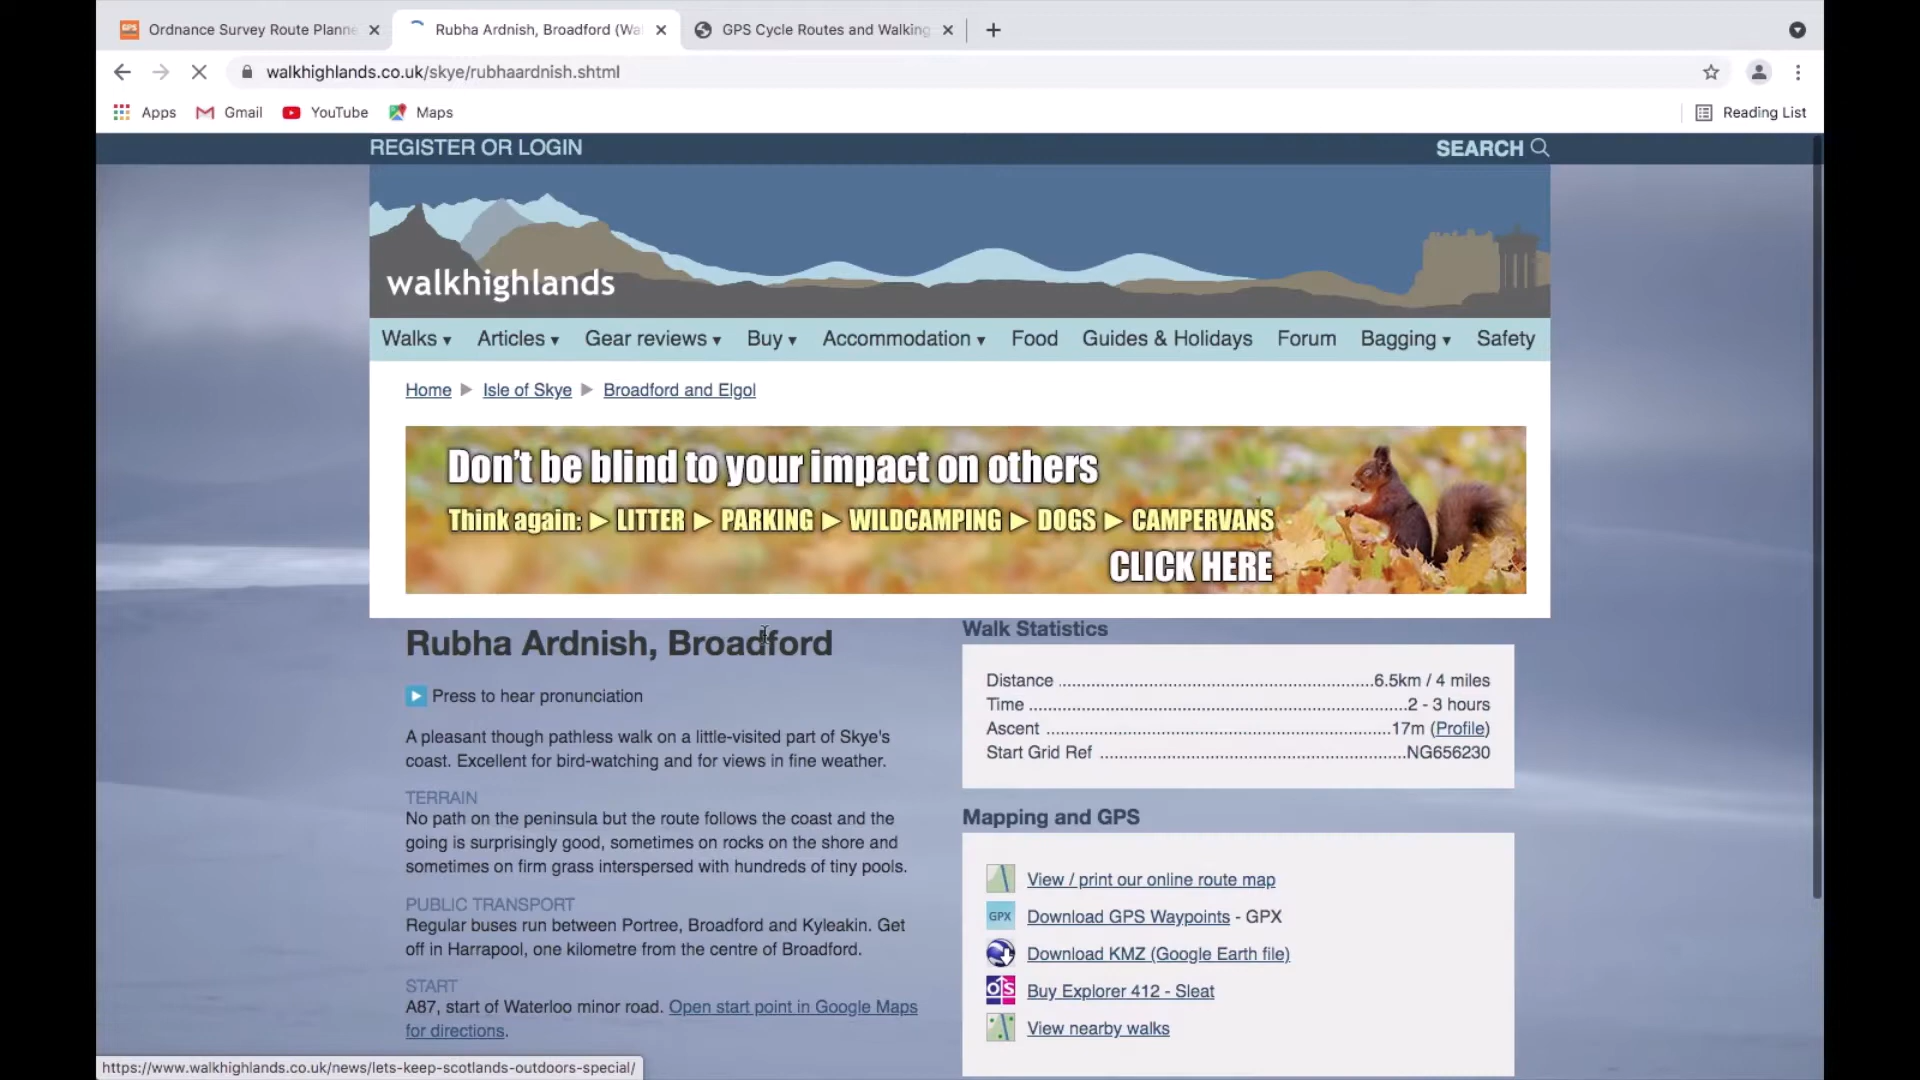 Ordnance Survey Route Planne
Rubha Ardnish, Broadford (Wal
GPS Cycle Routes and Walking
walkhighlands.co.uk/skye/rubhaardnish.shtml
Apps Gmail YouTube Maps Reading List
REGISTER OR LOGIN SEARCH
walkhighlands
Walks ▾ Articles ▾ Gear reviews ▾ Buy ▾ Accommodation ▾ Food Guides & Holidays Forum Bagging ▾ Safety
Home ▶ Isle of Skye ▶ Broadford and Elgol
Don't be blind to your impact on others
Think again: ▶ LITTER ▶ PARKING ▶ WILDCAMPING ▶ DOGS ▶ CAMPERVANS
CLICK HERE
Rubha Ardnish, Broadford
Press to hear pronunciation
A pleasant though pathless walk on a little-visited part of Skye's
coast. Excellent for bird-watching and for views in fine weather.
TERRAIN
No path on the peninsula but the route follows the coast and the
going is surprisingly good, sometimes on rocks on the shore and
sometimes on firm grass interspersed with hundreds of tiny pools.
PUBLIC TRANSPORT
Regular buses run between Portree, Broadford and Kyleakin. Get
off in Harrapool, one kilometre from the centre of Broadford.
START
A87, start of Waterloo minor road. Open start point in Google Maps
for directions.
Walk Statistics
Distance ........ 6.5km / 4 miles
Time ........ 2 - 3 hours
Ascent ........ 17m (Profile)
Start Grid Ref ........ NG656230
Mapping and GPS
View / print our online route map
GPX Download GPS Waypoints - GPX
Download KMZ (Google Earth file)
OS Buy Explorer 412 - Sleat
View nearby walks
https://www.walkhighlands.co.uk/news/lets-keep-scotlands-outdoors-special/